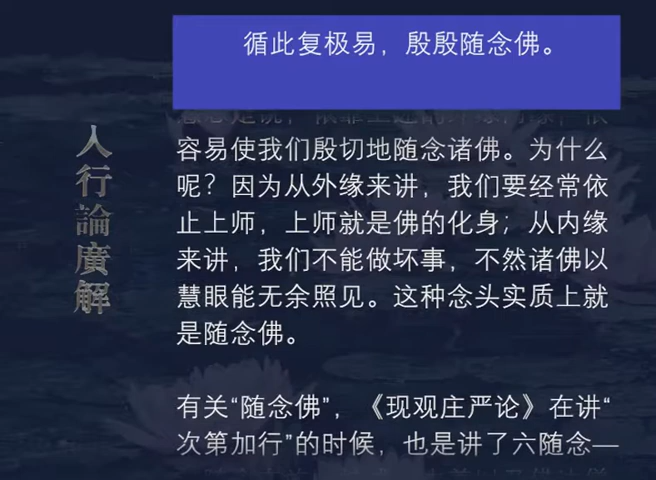 循此复极易，殷殷随念佛。
入行論廣解
容易使我们殷切地随念诸佛。为什么
呢？因为从外缘来讲，我们要经常依
止上师，上师就是佛的化身；从内缘
来讲，我们不能做坏事，不然诸佛以
慧眼能无余照见。这种念头实质上就
是随念佛。
有关“随念佛”，《现观庄严论》在讲“
次第加行”的时候，也是讲了六随念—